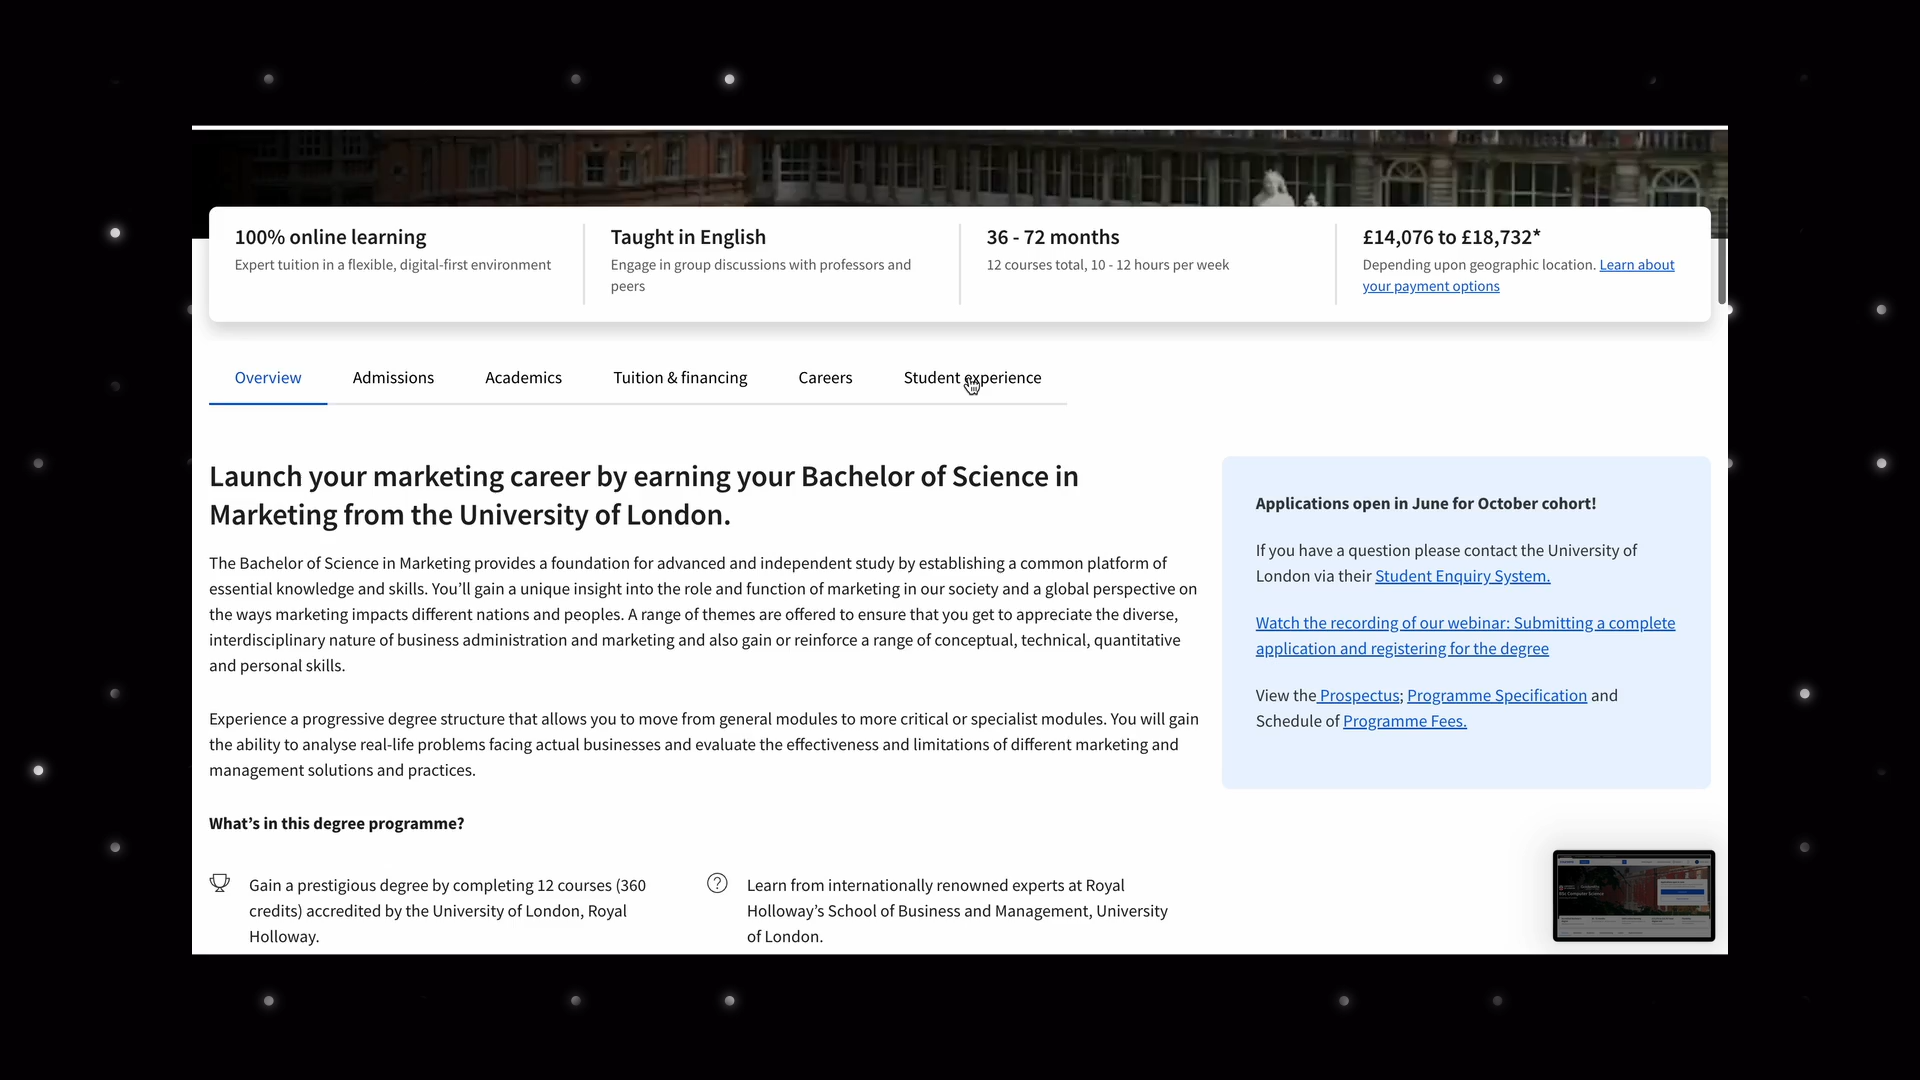 100% online learning
Expert tuition in a flexible, digital-first environment
Taught in English
Engage in group discussions with professors and
peers
36 - 72 months
12 courses total, 10 - 12 hours per week
£14,076 to £18,732*
Depending upon geographic location. Learn about
your payment options
Overview
Admissions
Academics
Tuition & financing
Careers
Student experience
Launch your marketing career by earning your Bachelor of Science in
Marketing from the University of London.
The Bachelor of Science in Marketing provides a foundation for advanced and independent study by establishing a common platform of
essential knowledge and skills. You’ll gain a unique insight into the role and function of marketing in our society and a global perspective on
the ways marketing impacts different nations and peoples. A range of themes are offered to ensure that you get to appreciate the diverse,
interdisciplinary nature of business administration and marketing and also gain or reinforce a range of conceptual, technical, quantitative
and personal skills.
Experience a progressive degree structure that allows you to move from general modules to more critical or specialist modules. You will gain
the ability to analyse real-life problems facing actual businesses and evaluate the effectiveness and limitations of different marketing and
management solutions and practices.
What’s in this degree programme?
Gain a prestigious degree by completing 12 courses (360
credits) accredited by the University of London, Royal
Holloway.
Learn from internationally renowned experts at Royal
Holloway’s School of Business and Management, University
of London.
Applications open in June for October cohort!
If you have a question please contact the University of
London via their Student Enquiry System.
Watch the recording of our webinar: Submitting a complete
application and registering for the degree
View the Prospectus; Programme Specification and
Schedule of Programme Fees.